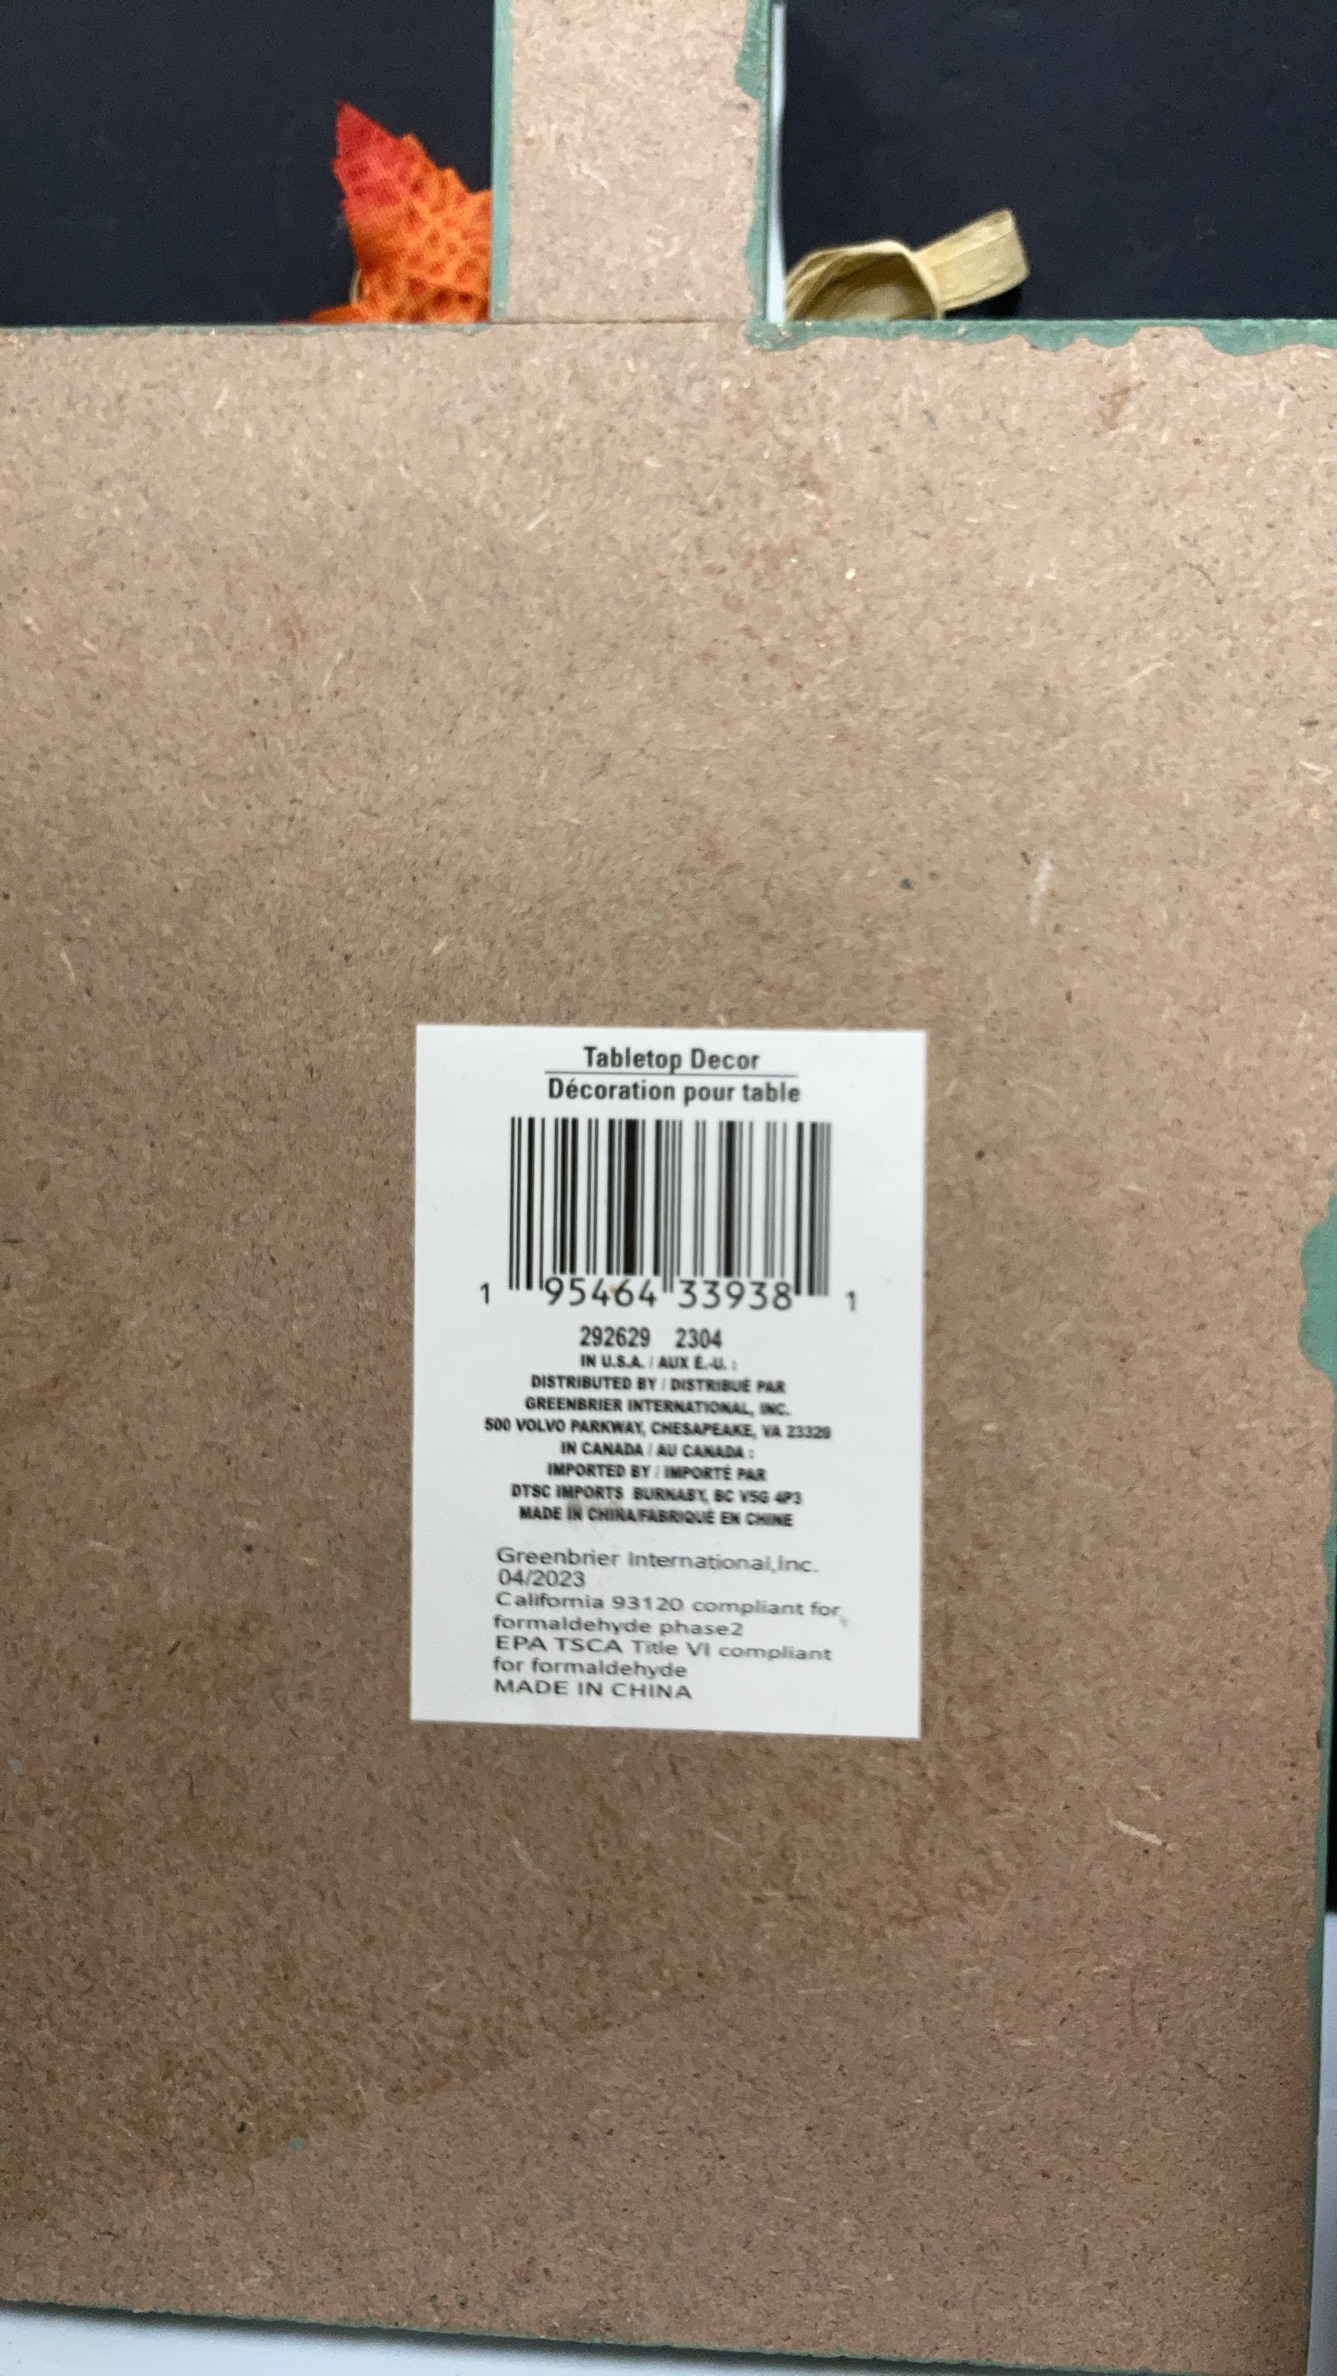 Tabletop Decor
Décoration pour table
1 95464 33938 1
292629 2304
IN U.S.A. / AUX É.-U. :
DISTRIBUTED BY / DISTRIBUÉ PAR
GREENBRIER INTERNATIONAL, INC.
500 VOLVO PARKWAY, CHESAPEAKE, VA 23320
IN CANADA / AU CANADA :
IMPORTED BY / IMPORTÉ PAR
DTSC IMPORTS BURNABY, BC V5G 4P3
MADE IN CHINA/FABRIQUÉ EN CHINE
Greenbrier International,Inc.
04/2023
California 93120 compliant for
formaldehyde phase2
EPA TSCA Title VI compliant
for formaldehyde
MADE IN CHINA